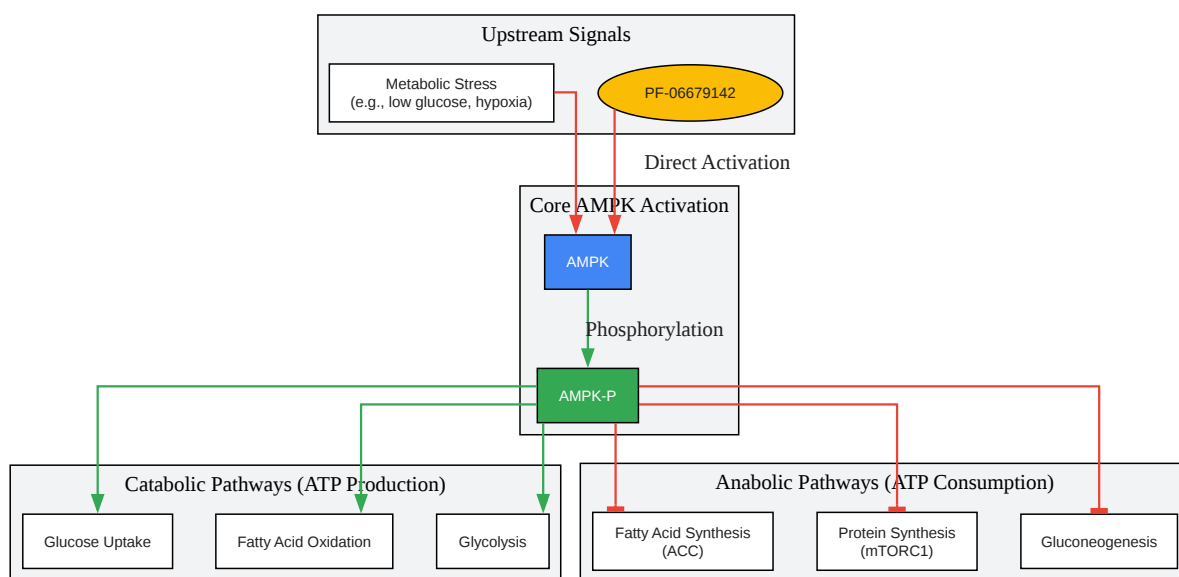 Upstream Signals
Metabolic Stress
(e.g., low glucose, hypoxia)
PF-06679142
Direct Activation
Core AMPK Activation
AMPK
Phosphorylation
AMPK-P
Catabolic Pathways (ATP Production)
Glucose Uptake
Fatty Acid Oxidation
Glycolysis
Anabolic Pathways (ATP Consumption)
Fatty Acid Synthesis
(ACC)
Protein Synthesis
(mTORC1)
Gluconeogenesis